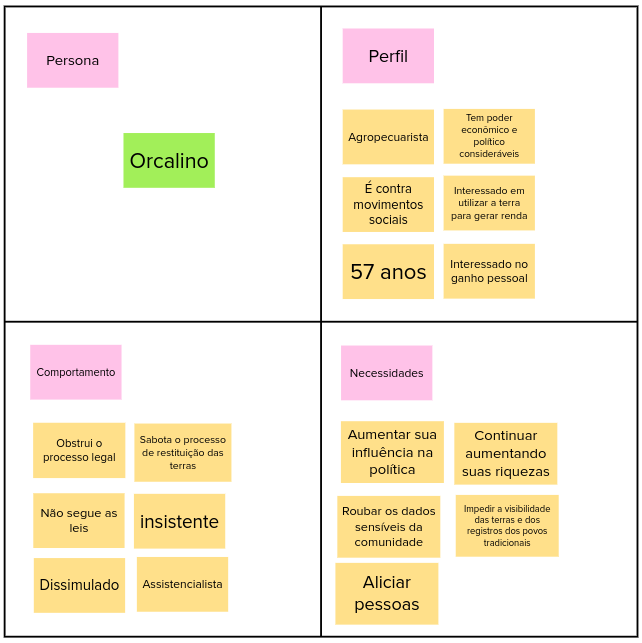 Persona
Orcalino
Perfil
Agropecuarista
Tem poder
econômico e
político
consideráveis
É contra
movimentos
sociais
Interessado em
utilizar a terra
para gerar renda
57 anos
Interessado no
ganho pessoal
Comportamento
Obstrui o
processo legal
Sabota o processo
de restituição das
terras
Não segue as
leis
insistente
Dissimulado
Assistencialista
Necessidades
Aumentar sua
influência na
política
Continuar
aumentando
suas riquezas
Roubar os dados
sensíveis da
comunidade
Impedir a visibilidade
das terras e dos
registros dos povos
tradicionais
Aliciar
pessoas